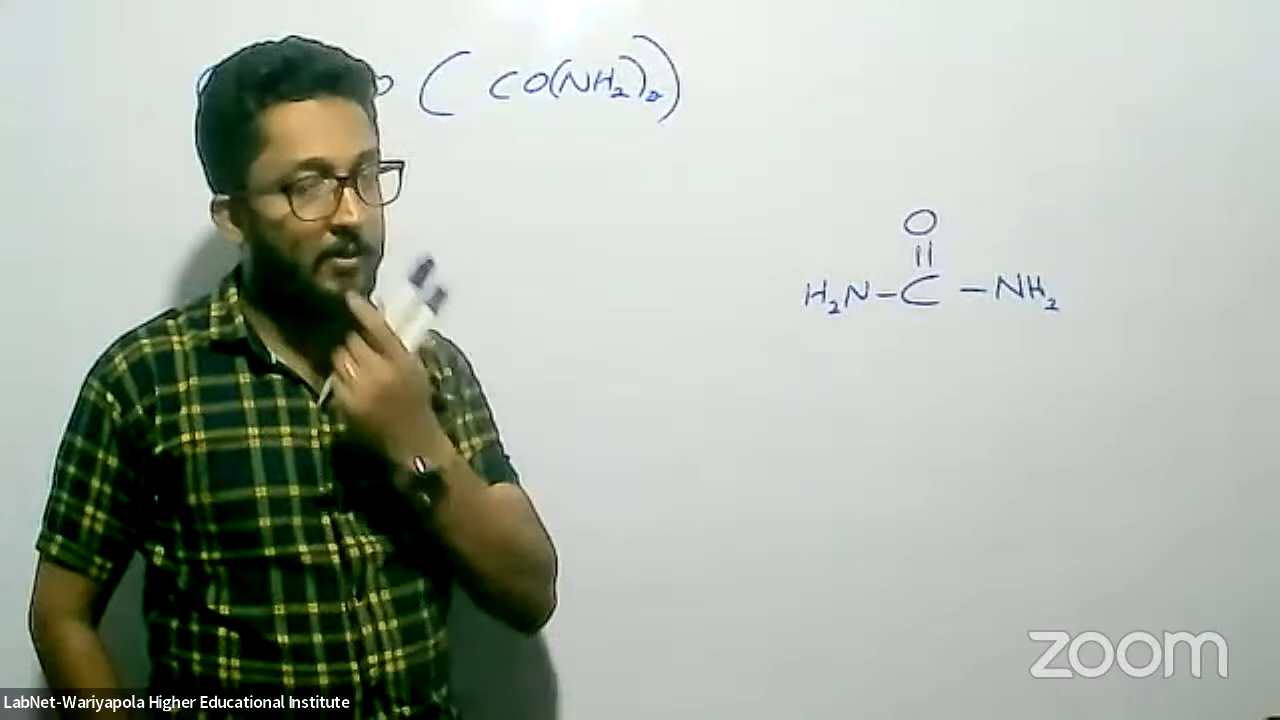 ( CO(NH₂)₂)
O
||
H₂N-C-NH₂
zoom
LabNet-Wariyapola Higher Educational Institute